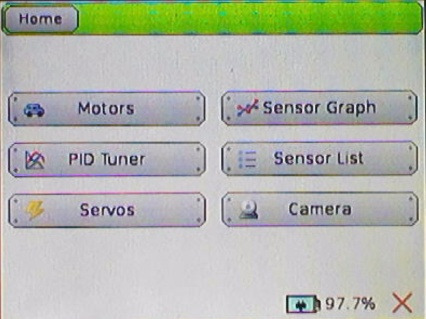 Home
Motors
Sensor Graph
PID Tuner
Sensor List
Servos
Camera
97.7%